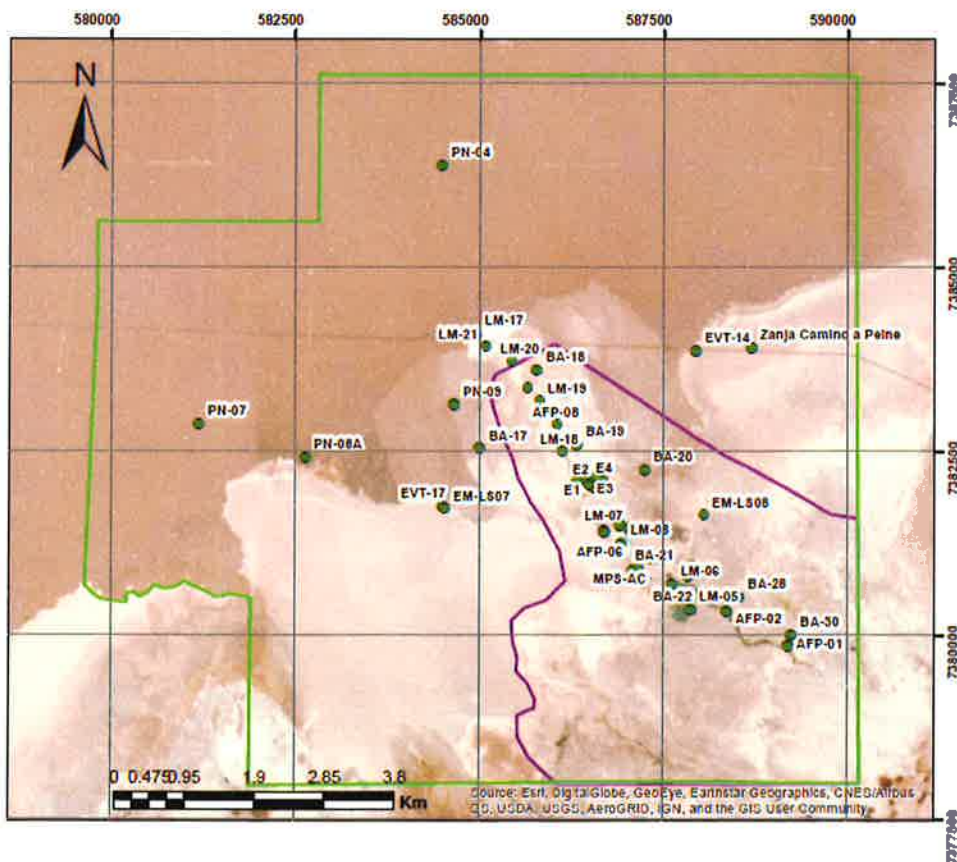 580000 582500 585000 587500 590000
7387500
N
PN-04
7385000
LM-17
LM-21
EVT-14
Zanja Camino a Peine
LM-20
BA-18
LM-19
PN-09
PN-07
AFP-08
BA-19
PN-08A
BA-17
LM-18
7382500
BA-20
E2 E4
E1 E3
EVT-17
EM-LS07
EM-LS08
LM-07
LM-08
AFP-06
BA-21
MPS-AC
LM-06
BA-28
BA-22
LM-05
AFP-02
BA-30
7380000
AFP-01
0 0.475 0.95 1.9 2.85 3.8
Km
Source: Esri, DigitalGlobe, GeoEye, Earthstar Geographics, CNES/Airbus
DS, USDA, USGS, AeroGRID, IGN, and the GIS User Community